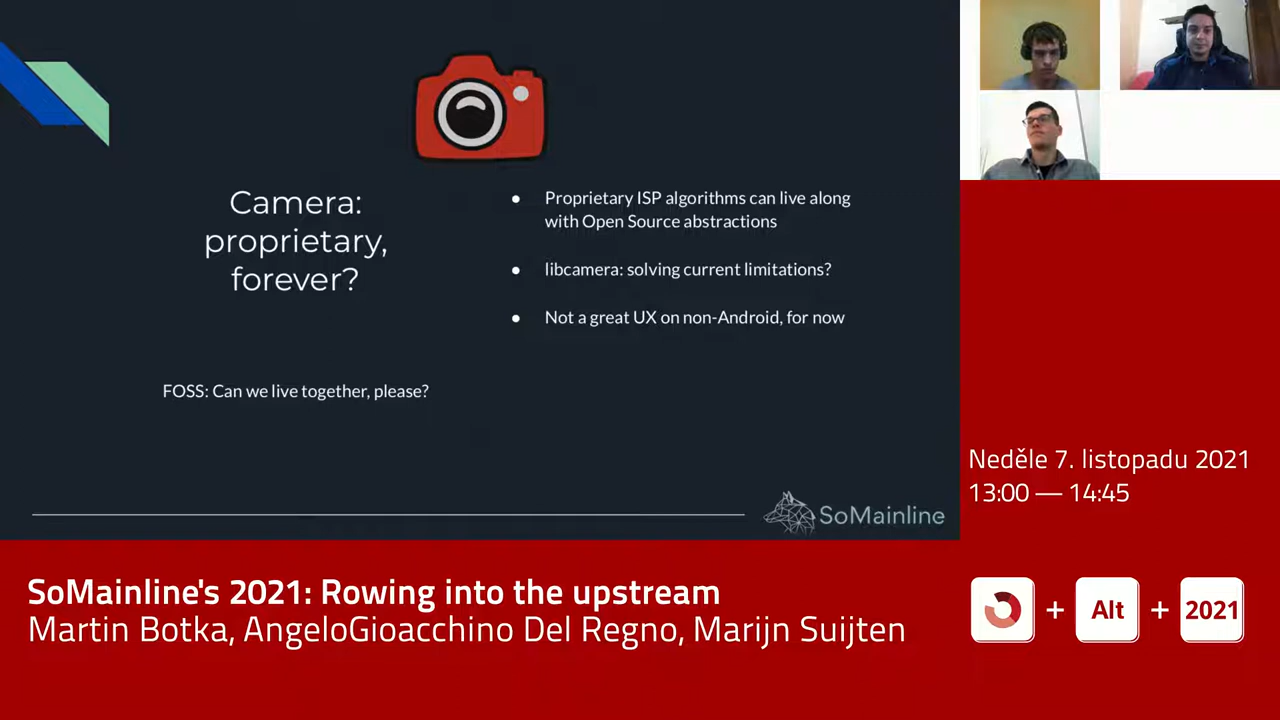 Camera:
proprietary,
forever?
FOSS: Can we live together, please?
● Proprietary ISP algorithms can live along
with Open Source abstractions
● libcamera: solving current limitations?
● Not a great UX on non-Android, for now
SoMainline
Neděle 7. listopadu 2021
13:00 — 14:45
SoMainline's 2021: Rowing into the upstream
Martin Botka, AngeloGioacchino Del Regno, Marijn Suijten
+ Alt + 2021